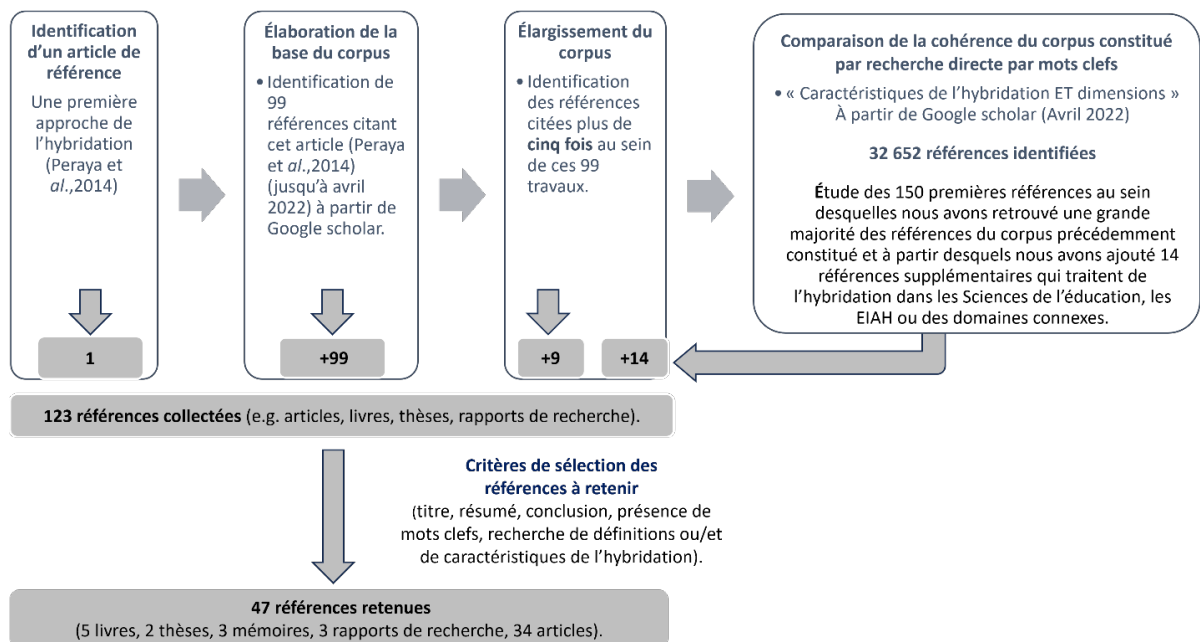 Identification
d’un article de
référence
Une première
approche de
l’hybridation
(Peraya et
al.,2014)
1
Élaboration de la
base du corpus
• Identification de
99
références citant
cet article (Peraya
et al.,2014)
(jusqu’à avril
2022) à partir de
Google scholar.
+99
Élargissement du
corpus
• Identification
des références
citées plus de
cinq fois au sein
de ces 99
travaux.
+9
+14
Comparaison de la cohérence du corpus constitué
par recherche directe par mots clefs
• « Caractéristiques de l’hybridation ET dimensions »
À partir de Google scholar (Avril 2022)
32 652 références identifiées
Étude des 150 premières références au sein
desquelles nous avons retrouvé une grande
majorité des références du corpus précédemment
constitué et à partir desquels nous avons ajouté 14
références supplémentaires qui traitent de
l’hybridation dans les Sciences de l’éducation, les
EIAH ou des domaines connexes.
123 références collectées (e.g. articles, livres, thèses, rapports de recherche).
Critères de sélection des
références à retenir
(titre, résumé, conclusion, présence de
mots clefs, recherche de définitions ou/et
de caractéristiques de l’hybridation).
47 références retenues
(5 livres, 2 thèses, 3 mémoires, 3 rapports de recherche, 34 articles).